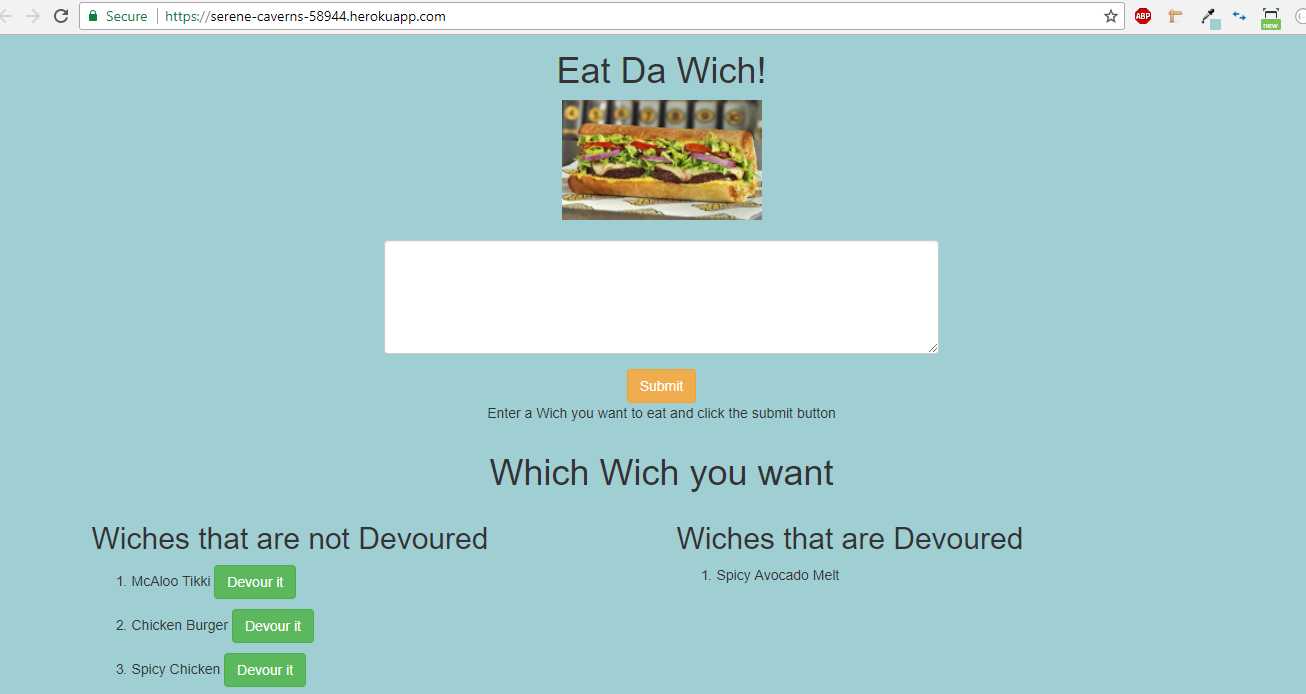 Secure https://serene-caverns-58944.herokuapp.com
ABP
new
Eat Da Wich!
Submit
Enter a Wich you want to eat and click the submit button
Which Wich you want
Wiches that are not Devoured
1. McAloo Tikki Devour it
2. Chicken Burger Devour it
3. Spicy Chicken Devour it
Wiches that are Devoured
1. Spicy Avocado Melt